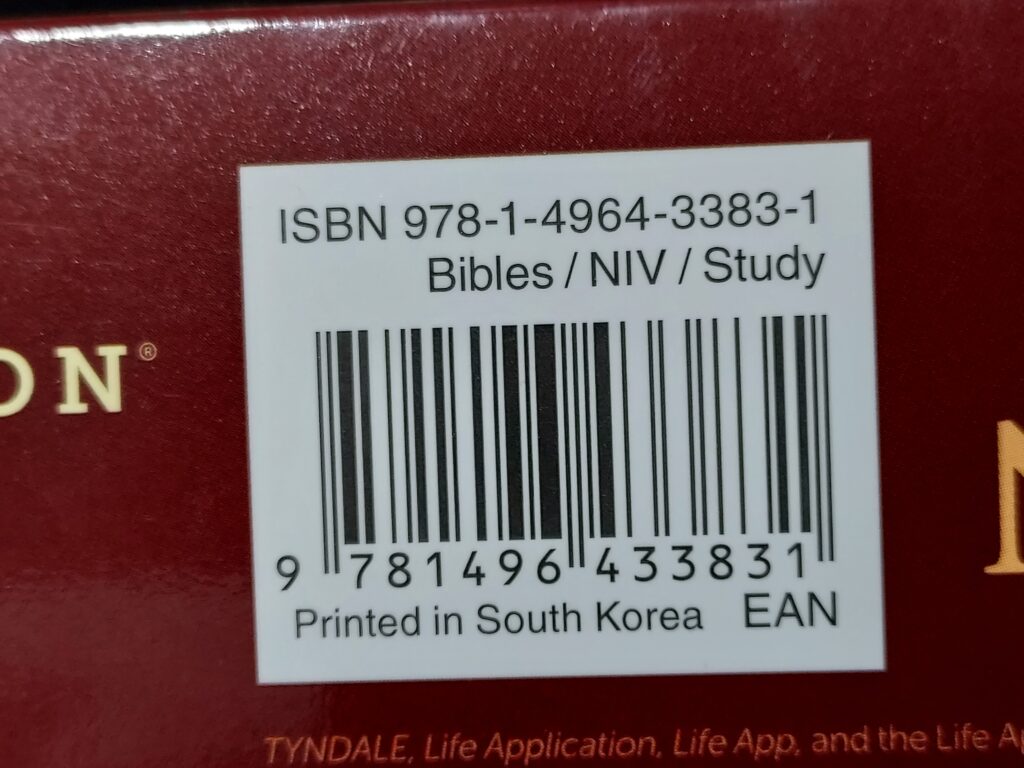 ISBN 978-1-4964-3383-1
Bibles / NIV / Study
ON®
9 781496 433831
Printed in South Korea EAN
TYNDALE, Life Application, Life App, and the Life